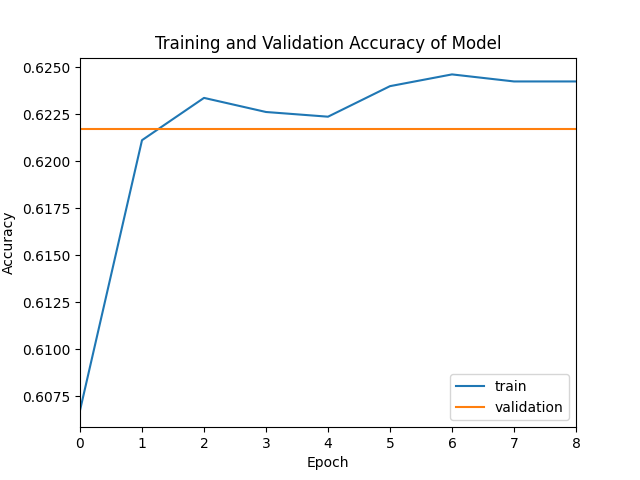 Training and Validation Accuracy of Model
0.6250
0.6225
0.6200
0.6175
0.6150
0.6125
0.6100
0.6075
Accuracy
0 1 2 3 4 5 6 7 8
Epoch
train
validation